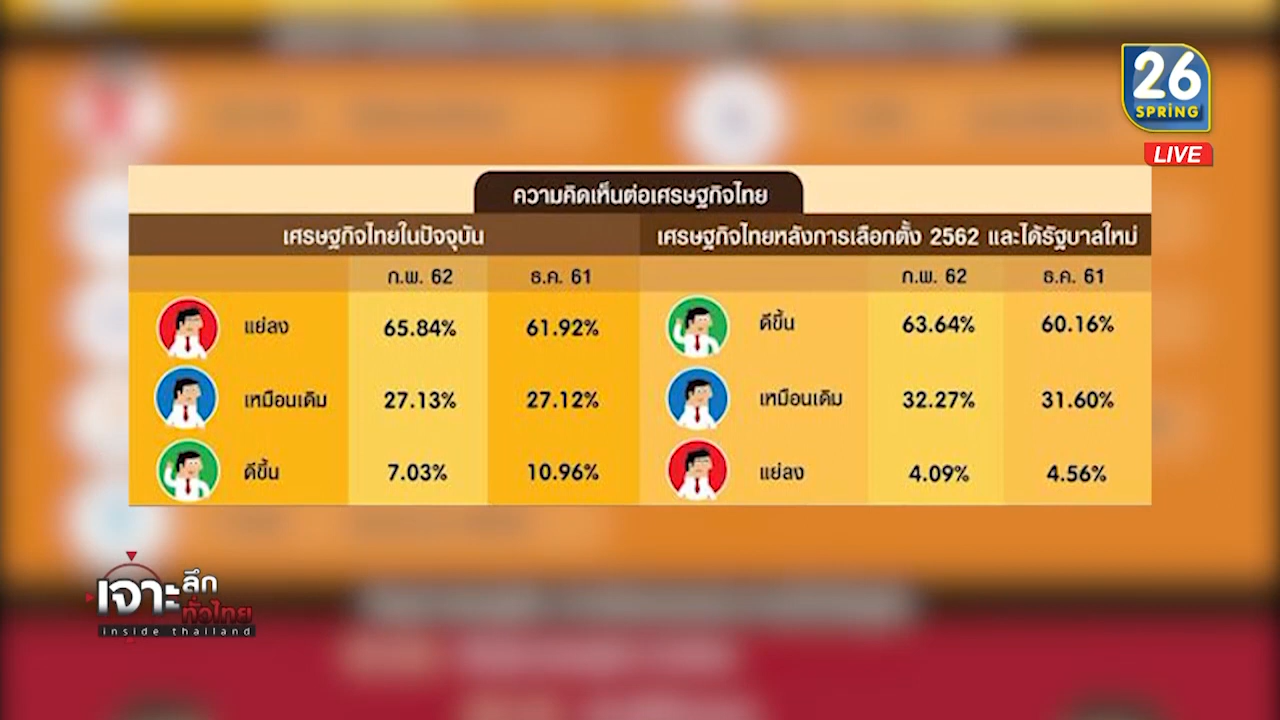 26
SPRiNG
LIVE
ความคิดเห็นต่อเศรษฐกิจไทย
เศรษฐกิจไทยในปัจจุบัน เศรษฐกิจไทยหลังการเลือกตั้ง 2562 และได้รัฐบาลใหม่
ก.พ. 62 ธ.ค. 61 ก.พ. 62 ธ.ค. 61
แย่ลง 65.84% 61.92% ดีขึ้น 63.64% 60.16%
เหมือนเดิม 27.13% 27.12% เหมือนเดิม 32.27% 31.60%
ดีขึ้น 7.03% 10.96% แย่ลง 4.09% 4.56%
เจาะลึก
ทั่วไทย
inside thailand